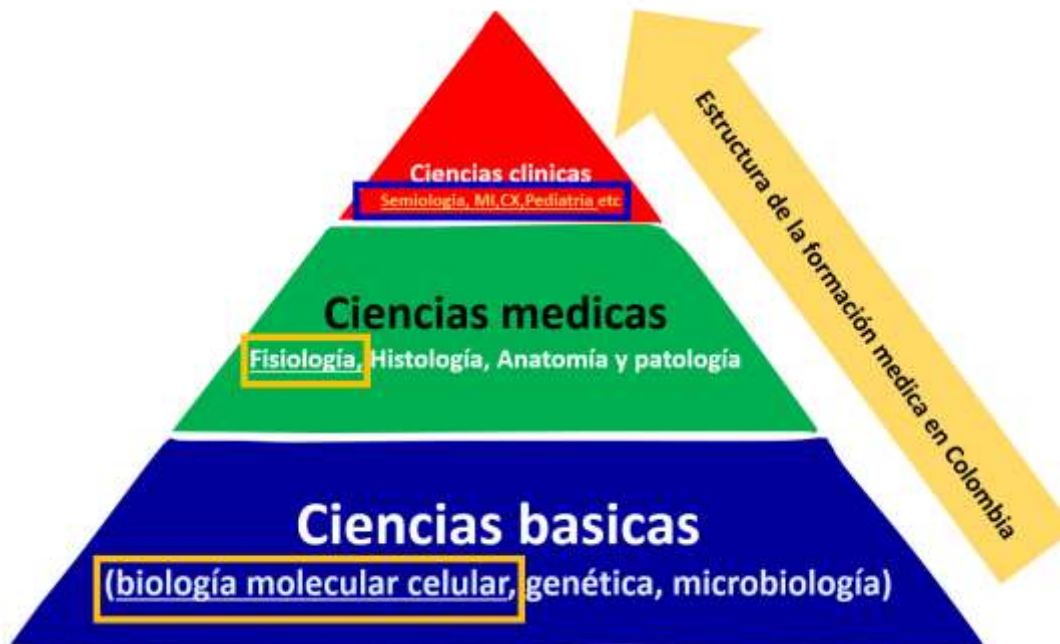 Ciencias clinicas
Semiología, MI,CX,Pediatria etc
Ciencias medicas
Fisiología, Histología, Anatomía y patología
Ciencias basicas
(biología molecular celular, genética, microbiología)
Estructura de la formación medica en Colombia